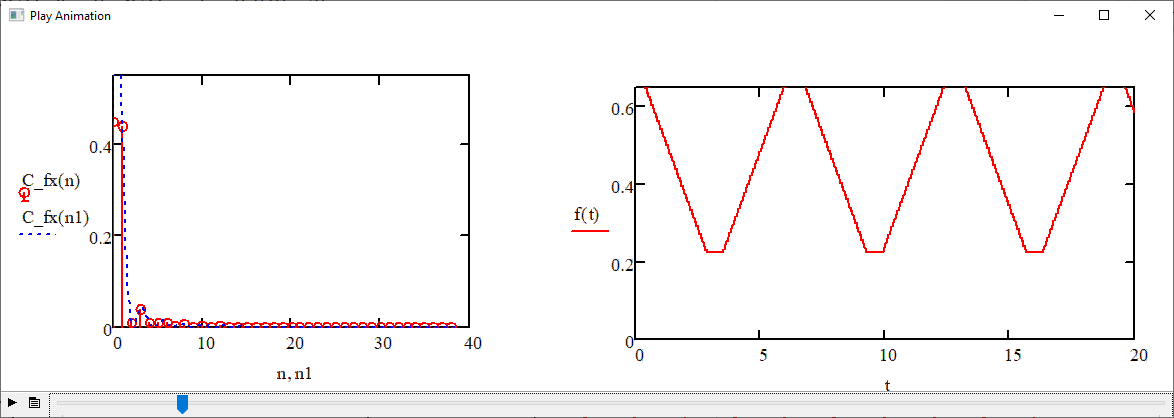 Play Animation
0.4
0.2
0
C_fx(n)
C_fx(n1)
0 10 20 30 40
n, n1
0.6
0.4
0.2
0
f(t)
0 5 10 15 20
t